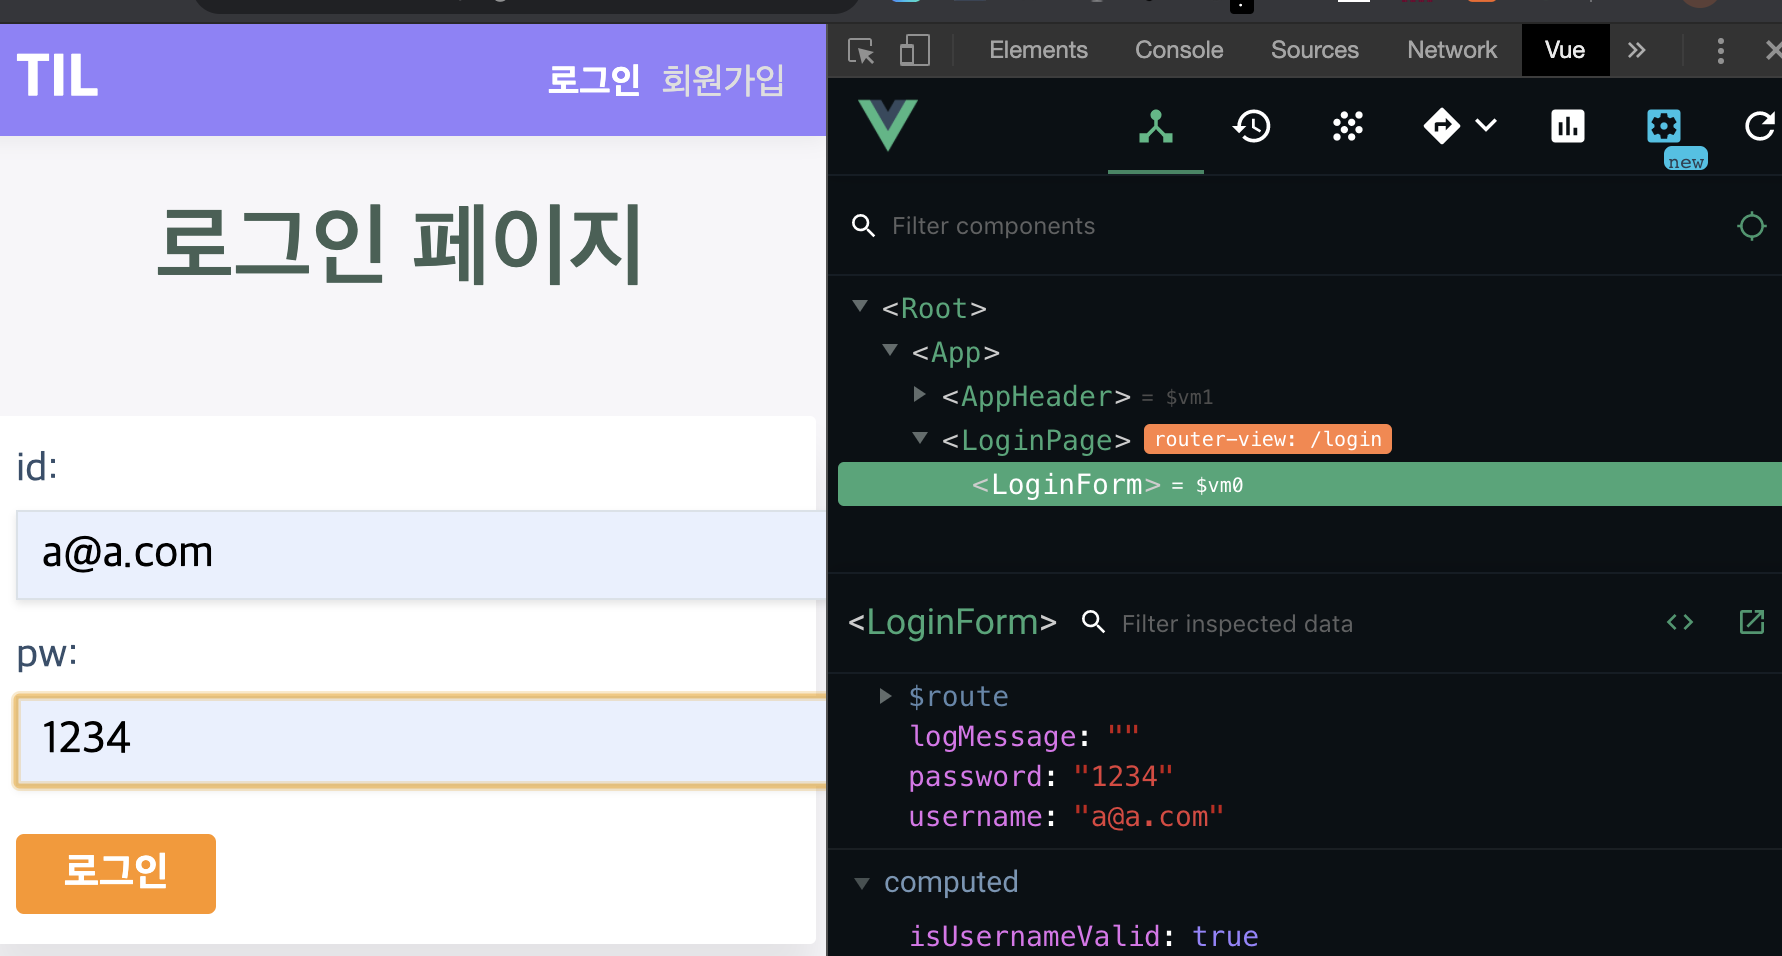 TIL
로그인 회원가입
로그인 페이지
id:
a@a.com
pw:
1234
로그인
Elements Console Sources Network Vue »
new
Filter components
<Root>
<App>
<AppHeader> = $vm1
<LoginPage> router-view: /login
<LoginForm> = $vm0
<LoginForm> Filter inspected data
$route
logMessage: ""
password: "1234"
username: "a@a.com"
computed
isUsernameValid: true